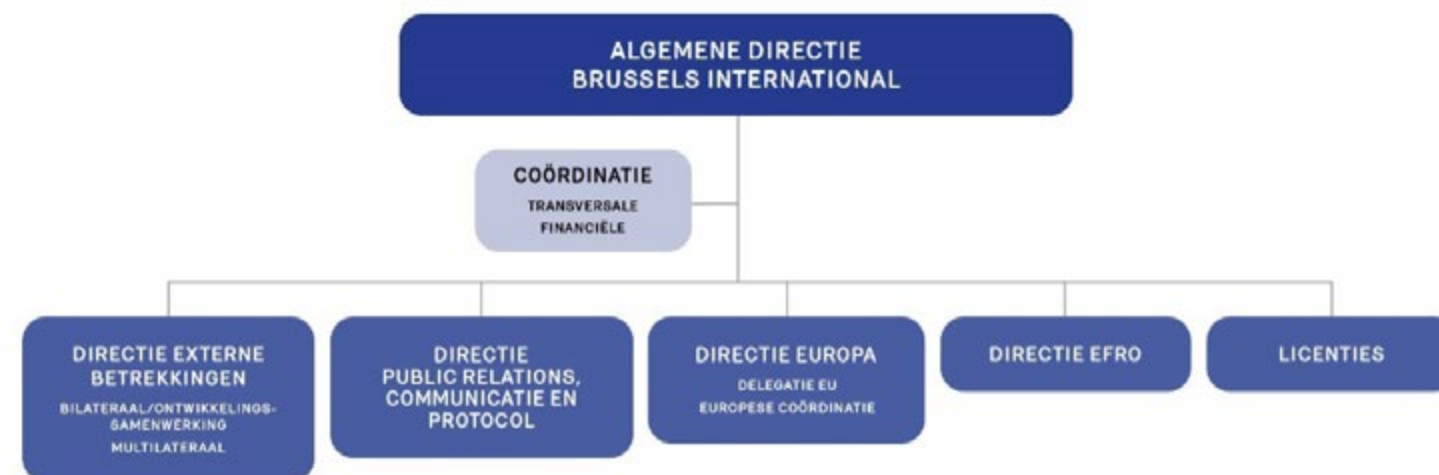 ALGEMENE DIRECTIE
BRUSSELS INTERNATIONAL
COÖRDINATIE
TRANSVERSALE
FINANCIËLE
DIRECTIE EXTERNE
BETREKKINGEN
BILATERAAL/ONTWIKKELINGS-
SAMENWERKING
MULTILATERAAL
DIRECTIE
PUBLIC RELATIONS,
COMMUNICATIE EN
PROTOCOL
DIRECTIE EUROPA
DELEGATIE EU
EUROPESE COÖRDINATIE
DIRECTIE EFRO
LICENTIES